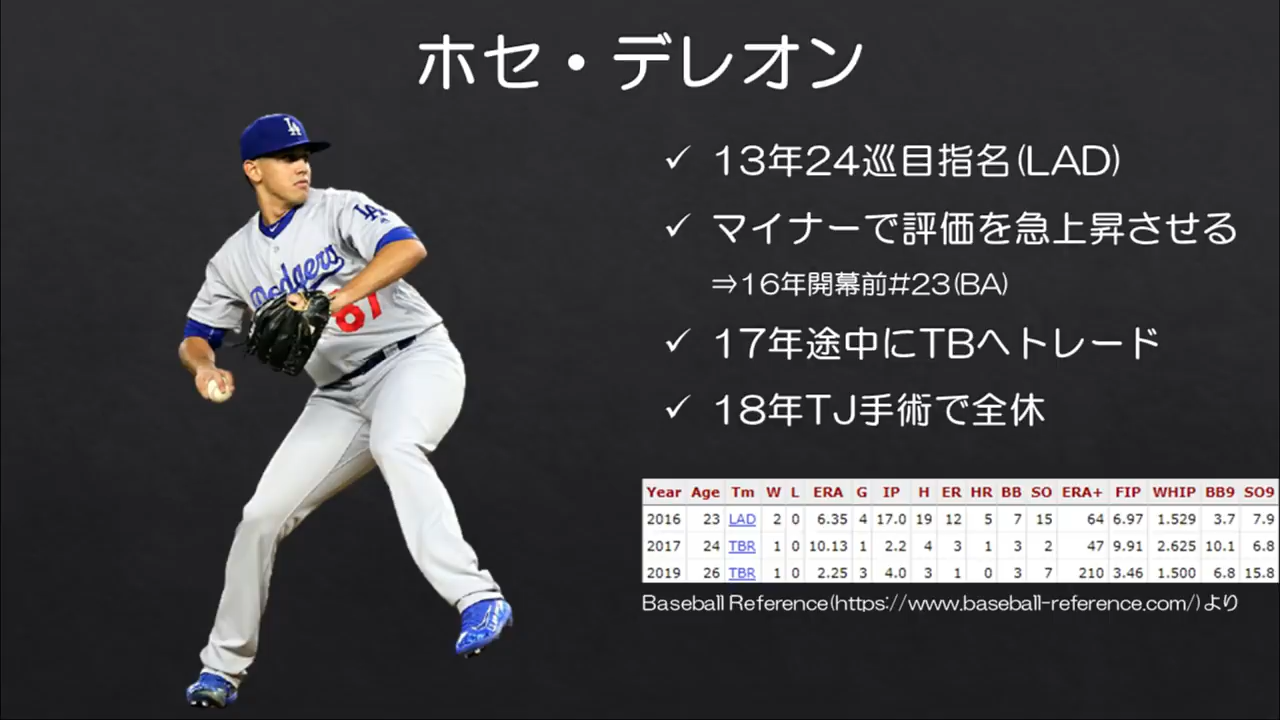 ホセ・デレオン
LA
LA
Dodgers
67
✓ 13年24巡目指名(LAD)
✓ マイナーで評価を急上昇させる
⇒16年開幕前#23(BA)
✓ 17年途中にTBへトレード
✓ 18年TJ手術で全休
Year Age Tm W L ERA G IP H ER HR BB SO ERA+ FIP WHIP BB9 SO9
2016 23 LAD 2 0 6.35 4 17.0 19 12 5 7 15 64 6.97 1.529 3.7 7.9
2017 24 TBR 1 0 10.13 1 2.2 4 3 1 3 2 47 9.91 2.625 10.1 6.8
2019 26 TBR 1 0 2.25 3 4.0 3 1 0 3 7 210 3.46 1.500 6.8 15.8
Baseball Reference(https://www.baseball-reference.com/)より